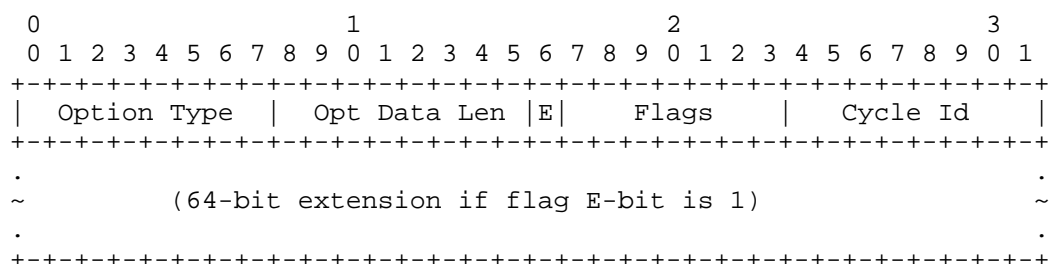 0                   1                   2                   3
 0 1 2 3 4 5 6 7 8 9 0 1 2 3 4 5 6 7 8 9 0 1 2 3 4 5 6 7 8 9 0 1
+-+-+-+-+-+-+-+-+-+-+-+-+-+-+-+-+-+-+-+-+-+-+-+-+-+-+-+-+-+-+-+-+
|  Option Type  |  Opt Data Len |E|    Flags    |   Cycle Id    |
+-+-+-+-+-+-+-+-+-+-+-+-+-+-+-+-+-+-+-+-+-+-+-+-+-+-+-+-+-+-+-+-+
.                                                               .
~         (64-bit extension if flag E-bit is 1)                 ~
.                                                               .
+-+-+-+-+-+-+-+-+-+-+-+-+-+-+-+-+-+-+-+-+-+-+-+-+-+-+-+-+-+-+-+-+